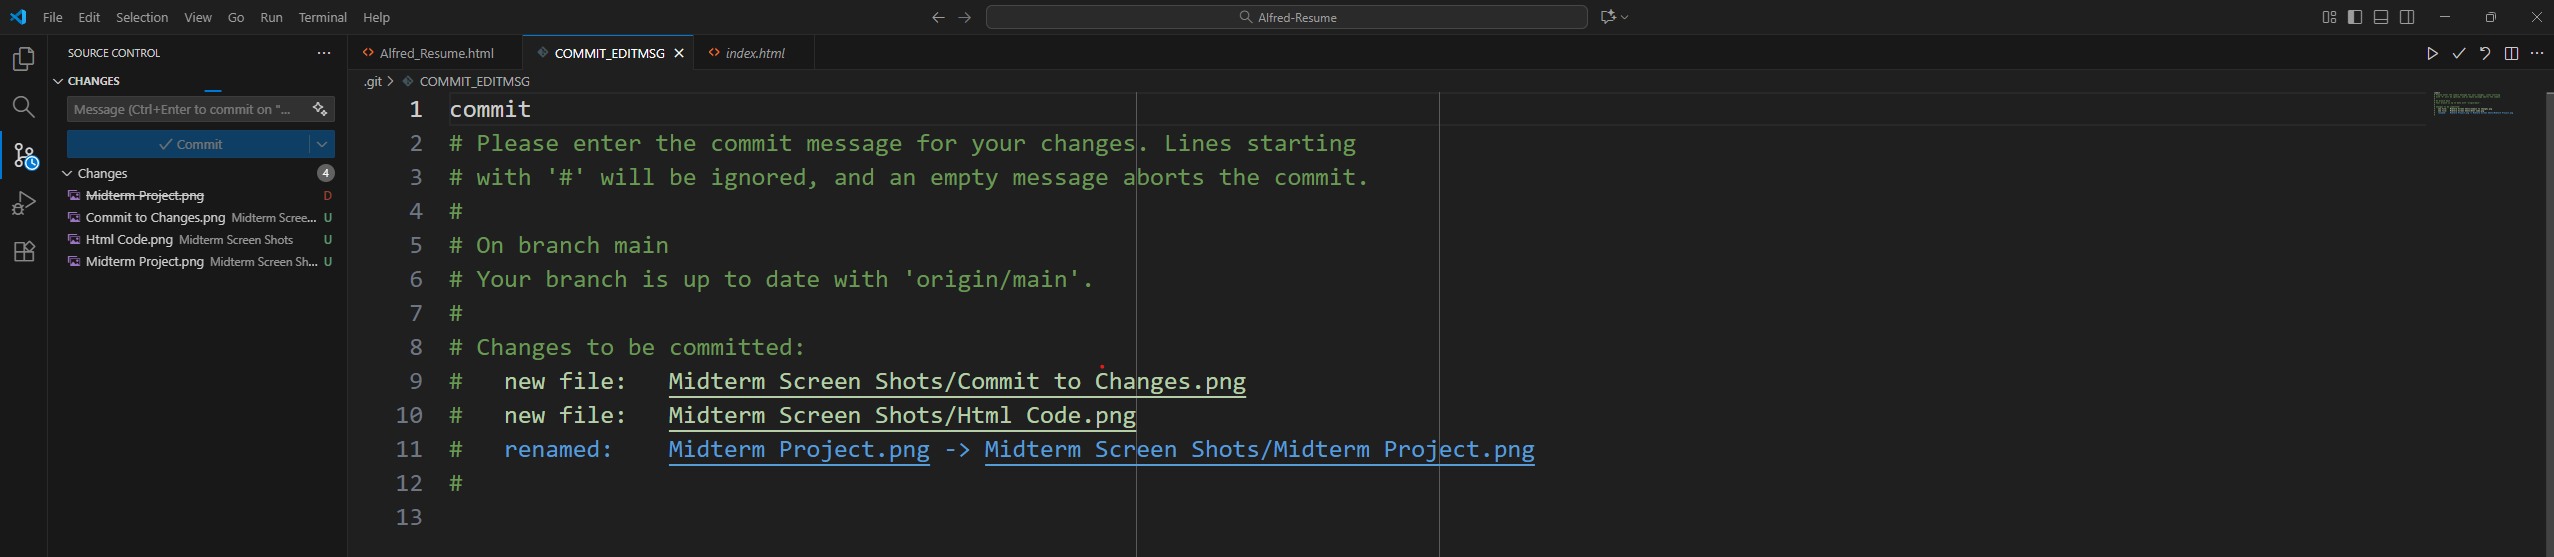 File Edit Selection View Go Run Terminal Help
Alfred-Resume
SOURCE CONTROL
CHANGES
Message (Ctrl+Enter to commit on "...
Commit
Changes 4
Midterm Project.png D
Commit to Changes.png Midterm Scree... U
Html Code.png Midterm Screen Shots U
Midterm Project.png Midterm Screen Sh... U
Alfred_Resume.html COMMIT_EDITMSG index.html
.git > COMMIT_EDITMSG
1 commit
2 # Please enter the commit message for your changes. Lines starting
3 # with '#' will be ignored, and an empty message aborts the commit.
4 #
5 # On branch main
6 # Your branch is up to date with 'origin/main'.
7 #
8 # Changes to be committed:
9 # new file: Midterm Screen Shots/Commit to Changes.png
10 # new file: Midterm Screen Shots/Html Code.png
11 # renamed: Midterm Project.png -> Midterm Screen Shots/Midterm Project.png
12 #
13